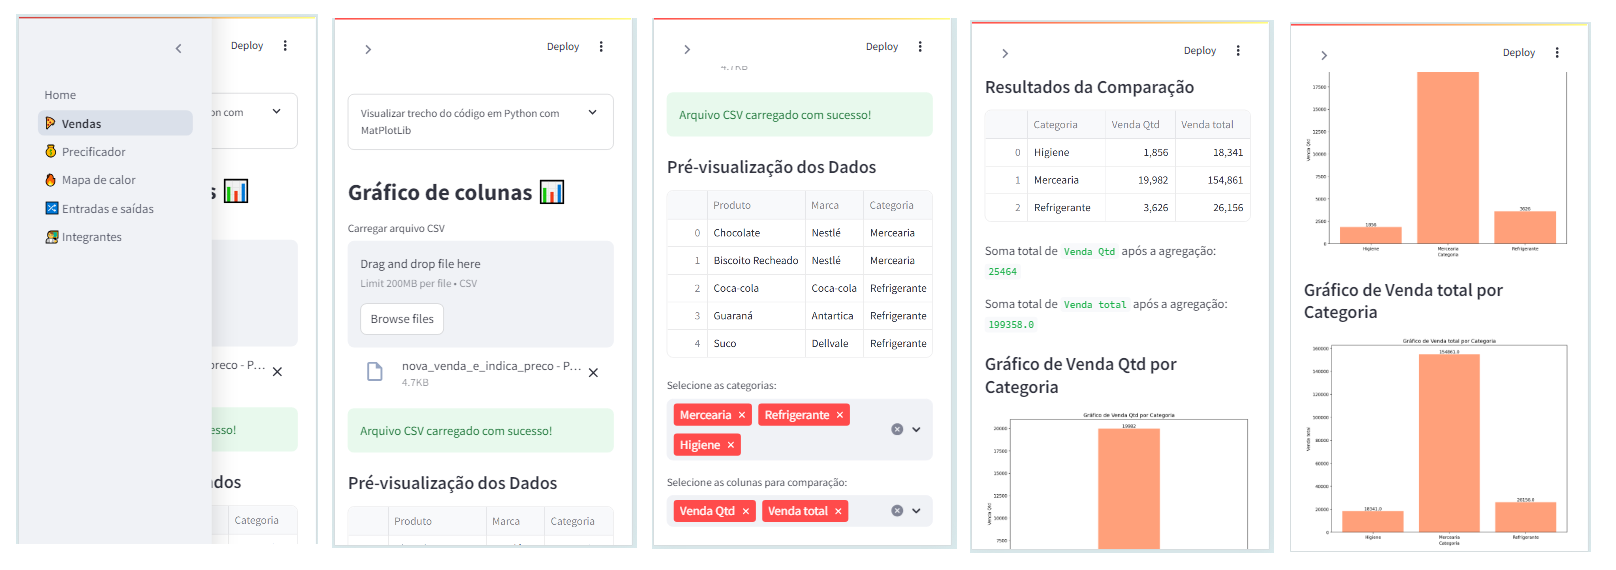 Deploy
Home
Vendas
Precificador
Mapa de calor
Entradas e saídas
Integrantes
on com
s
preco - P...
esso!
dos
Categoria
Deploy
Visualizar trecho do código em Python com
MatPlotLib
Gráfico de colunas
Carregar arquivo CSV
Drag and drop file here
Limit 200MB per file • CSV
Browse files
nova_venda_e_indica_preco - P...
4.7KB
Arquivo CSV carregado com sucesso!
Pré-visualização dos Dados
Produto Marca Categoria
Deploy
4.7KB
Arquivo CSV carregado com sucesso!
Pré-visualização dos Dados
Produto Marca Categoria
0 Chocolate Nestlé Mercearia
1 Biscoito Recheado Nestlé Mercearia
2 Coca-cola Coca-cola Refrigerante
3 Guaraná Antartica Refrigerante
4 Suco Dellvale Refrigerante
Selecione as categorias:
Mercearia × Refrigerante ×
Higiene ×
Selecione as colunas para comparação:
Venda Qtd × Venda total ×
Deploy
Resultados da Comparação
Categoria Venda Qtd Venda total
0 Higiene 1,856 18,341
1 Mercearia 19,982 154,861
2 Refrigerante 3,626 26,156
Soma total de Venda Qtd após a agregação:
25464
Soma total de Venda total após a agregação:
199358.0
Gráfico de Venda Qtd por
Categoria
Gráfico de Venda Qtd por Categoria
20000
19982
17500
15000
12500
10000
7500
Venda Qtd
Deploy
17500
15000
12500
10000
7500
5000
2500
0
Venda Qtd
1856
3626
Higiene Mercearia Refrigerante
Categoria
Gráfico de Venda total por
Categoria
Gráfico de Venda total por Categoria
160000
140000
120000
100000
80000
60000
40000
20000
0
Venda total
154861.0
18341.0
26156.0
Higiene Mercearia Refrigerante
Categoria